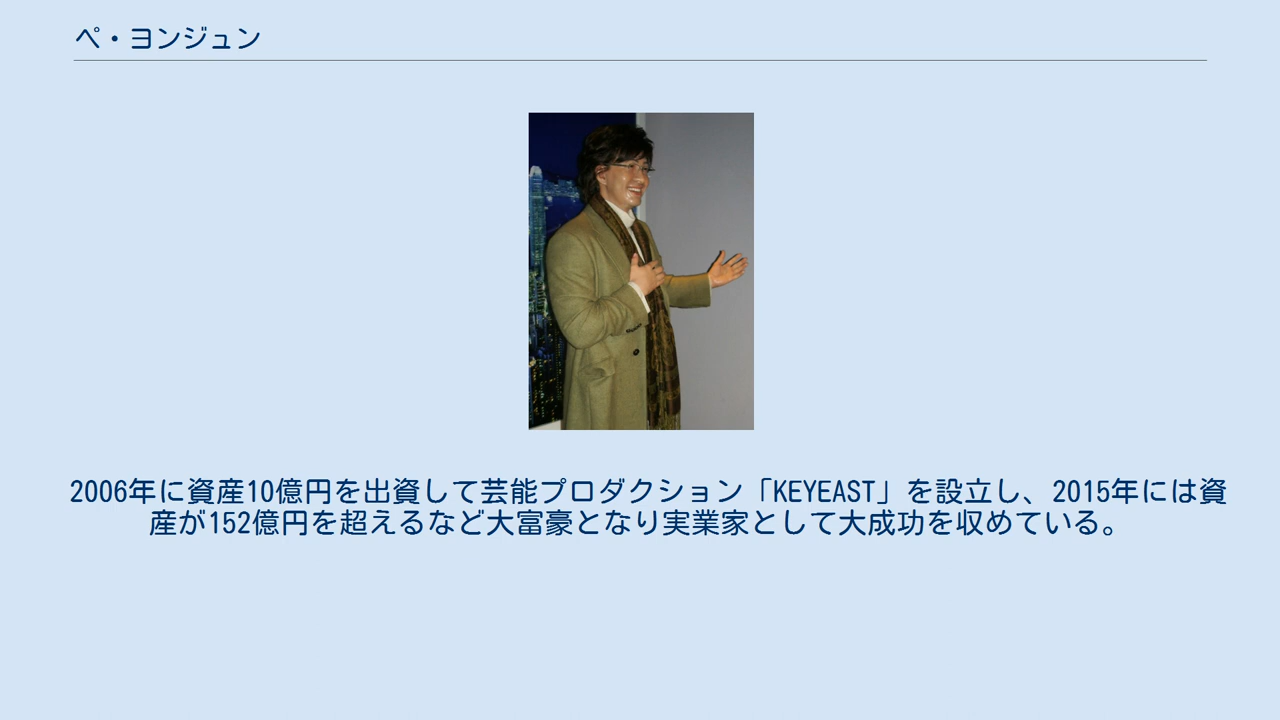 ペ・ヨンジュン
2006年に資産10億円を出資して芸能プロダクション「KEYEAST」を設立し、2015年には資
産が152億円を超えるなど大富豪となり実業家として大成功を収めている。